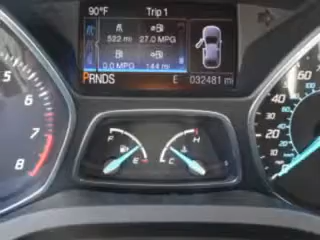 90°F Trip 1
522 mi 27.0 MPG
0.0 MPG 144 mi
PRNDS E 032481 mi
F E C H
5
6
7
8
40
20